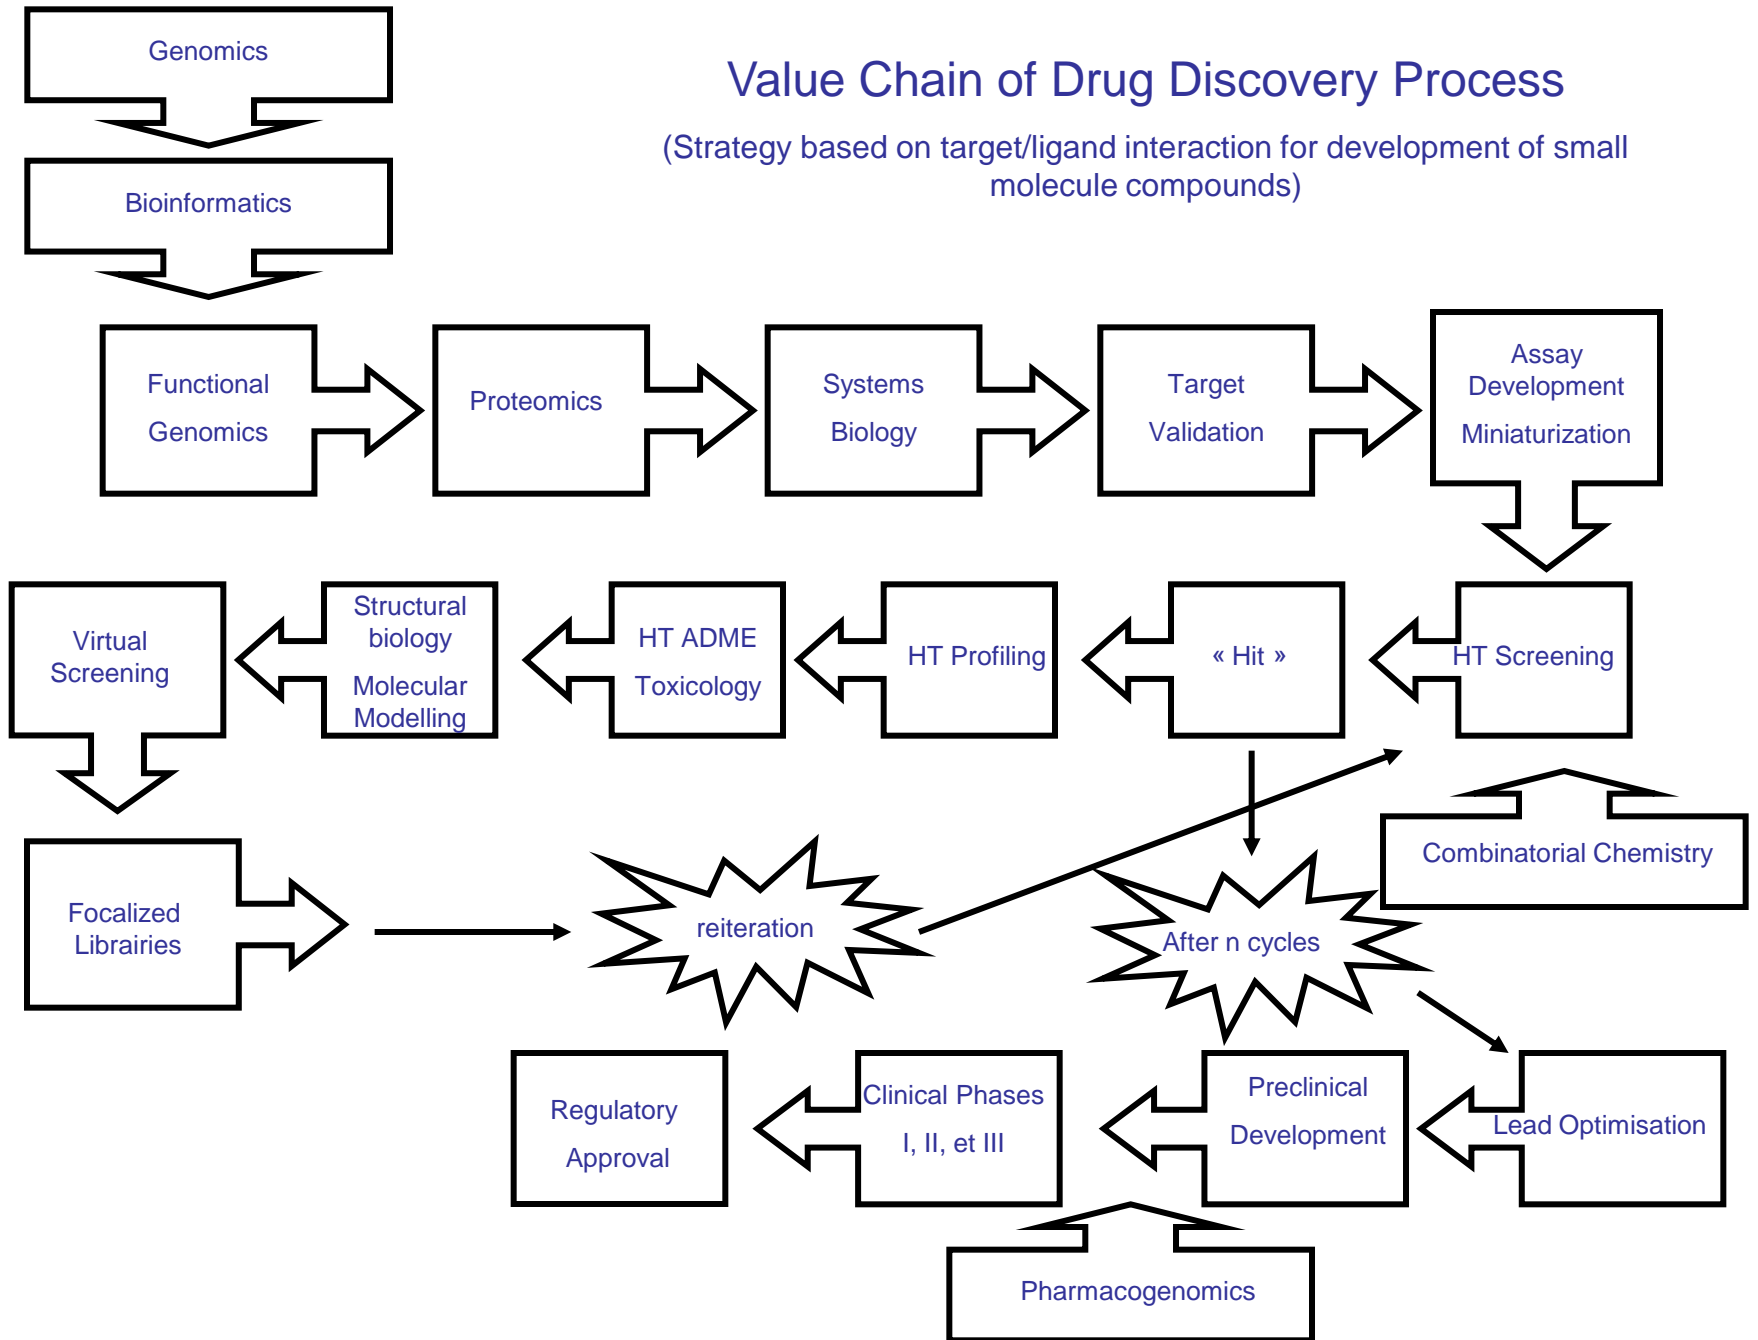 Genomics
Value Chain of Drug Discovery Process
(Strategy based on target/ligand interaction for development of small
molecule compounds)
Bioinformatics
Functional
Genomics
Proteomics
Systems
Biology
Target
Validation
Assay
Development
Miniaturization
Virtual
Screening
Structural
biology
Molecular
Modelling
HT ADME
Toxicology
HT Profiling
« Hit »
HT Screening
Combinatorial Chemistry
Focalized
Librairies
reiteration
After n cycles
Regulatory
Approval
Clinical Phases
I, II, et III
Preclinical
Development
Lead Optimisation
Pharmacogenomics